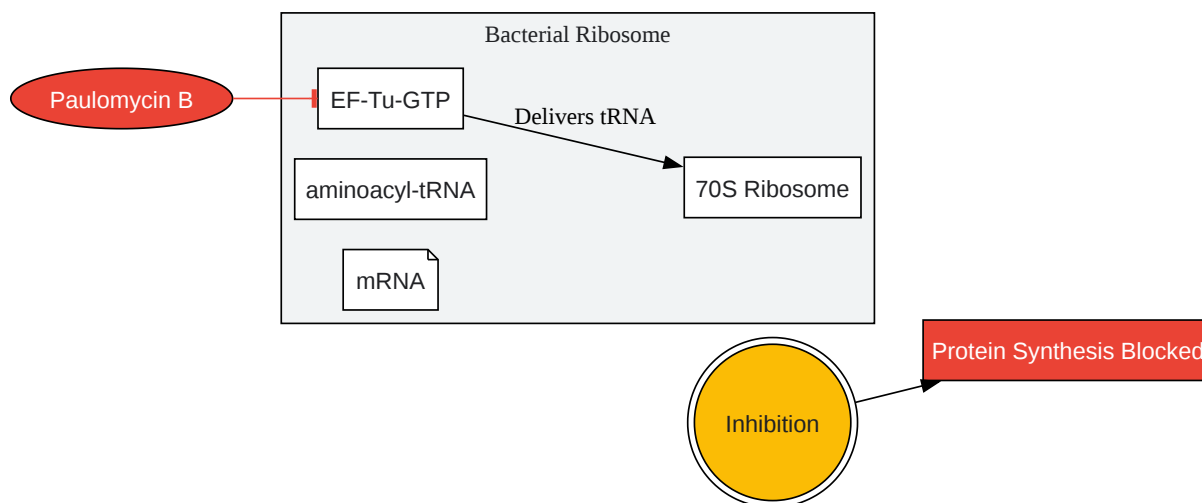 Bacterial Ribosome
Paulomycin B
EF-Tu-GTP
Delivers tRNA
aminoacyl-tRNA
70S Ribosome
mRNA
Protein Synthesis Blocked
Inhibition